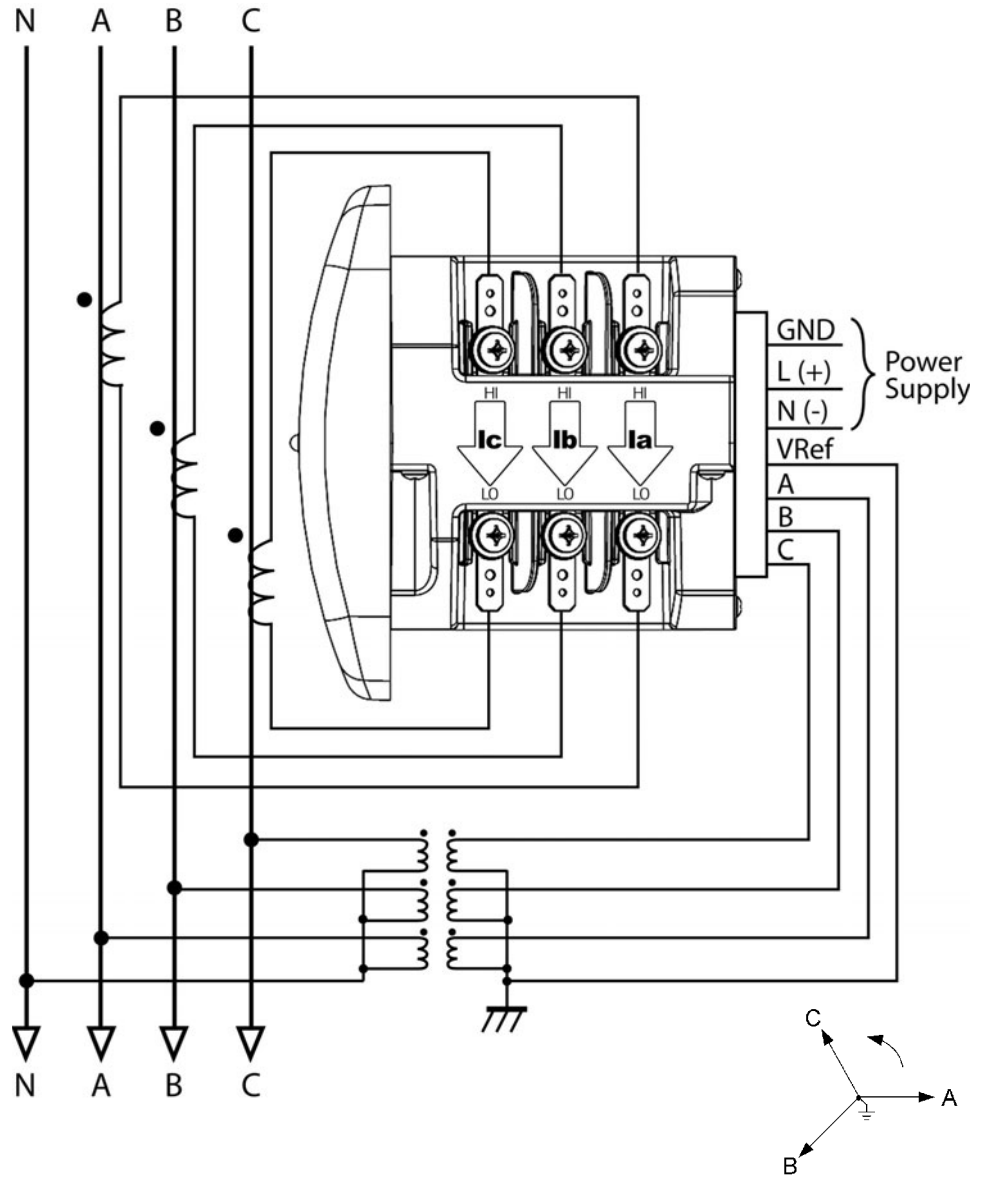 N A B C
GND
L (+)
N (-)
Power
Supply
VRef
A
B
C
HI HI HI
Ic Ib Ia
LO LO LO
N A B C
C
A
B